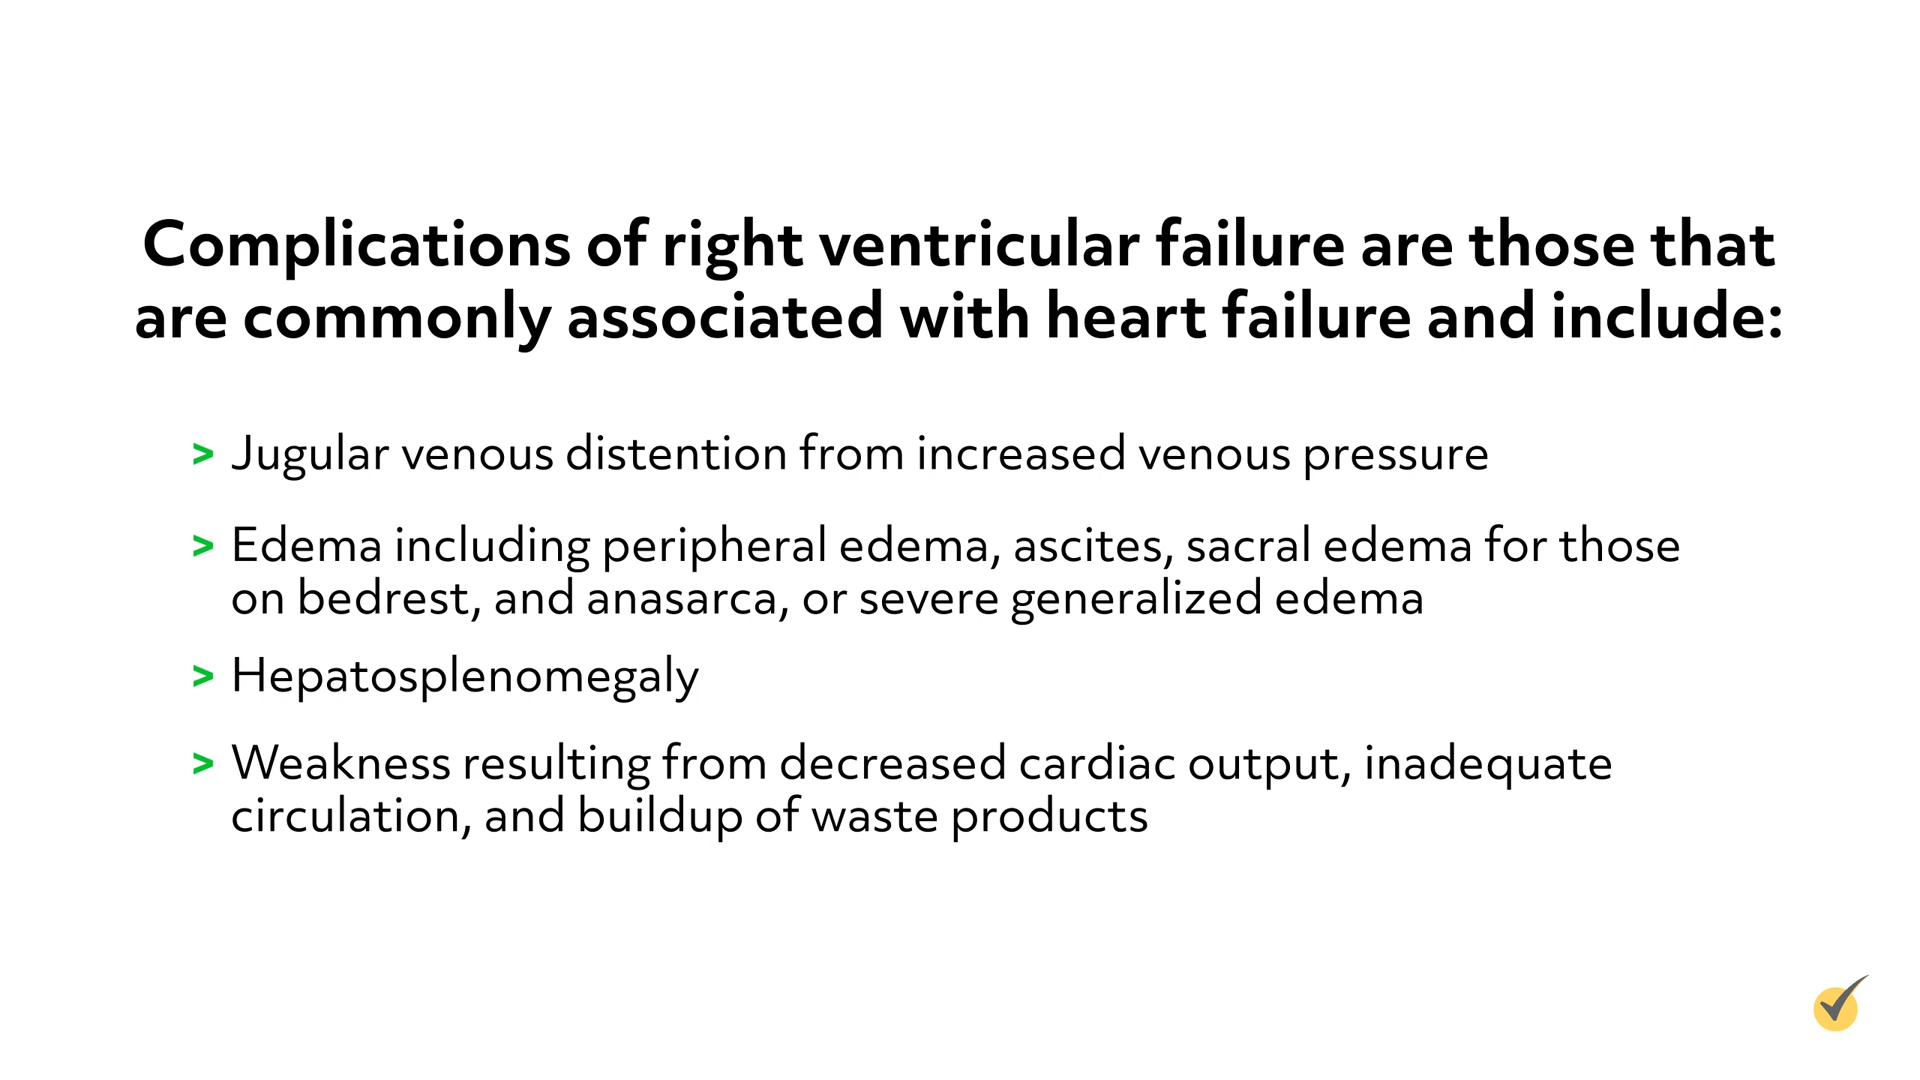 Complications of right ventricular failure are those that
are commonly associated with heart failure and include:
> Jugular venous distention from increased venous pressure
> Edema including peripheral edema, ascites, sacral edema for those
on bedrest, and anasarca, or severe generalized edema
> Hepatosplenomegaly
> Weakness resulting from decreased cardiac output, inadequate
circulation, and buildup of waste products